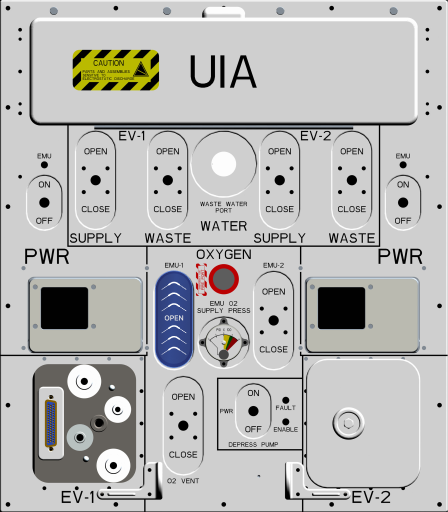 CAUTION
PARTS AND ASSEMBLIES
SENSITIVE TO
ELECTROSTATIC DISCHARGE
UIA
EV-1
EV-2
OPEN
OPEN
OPEN
OPEN
EMU
ON
OFF
EMU
ON
OFF
CLOSE
CLOSE
CLOSE
CLOSE
WASTE WATER
PORT
WATER
SUPPLY
WASTE
SUPPLY
WASTE
PWR
PWR
OXYGEN
EMU-1
EMU-2
OPEN
EMU O2
SUPPLY PRESS
OPEN
CLOSE
OPEN
CLOSE
O2 VENT
PWR
ON
OFF
FAULT
ENABLE
DEPRESS PUMP
EV-1
EV-2